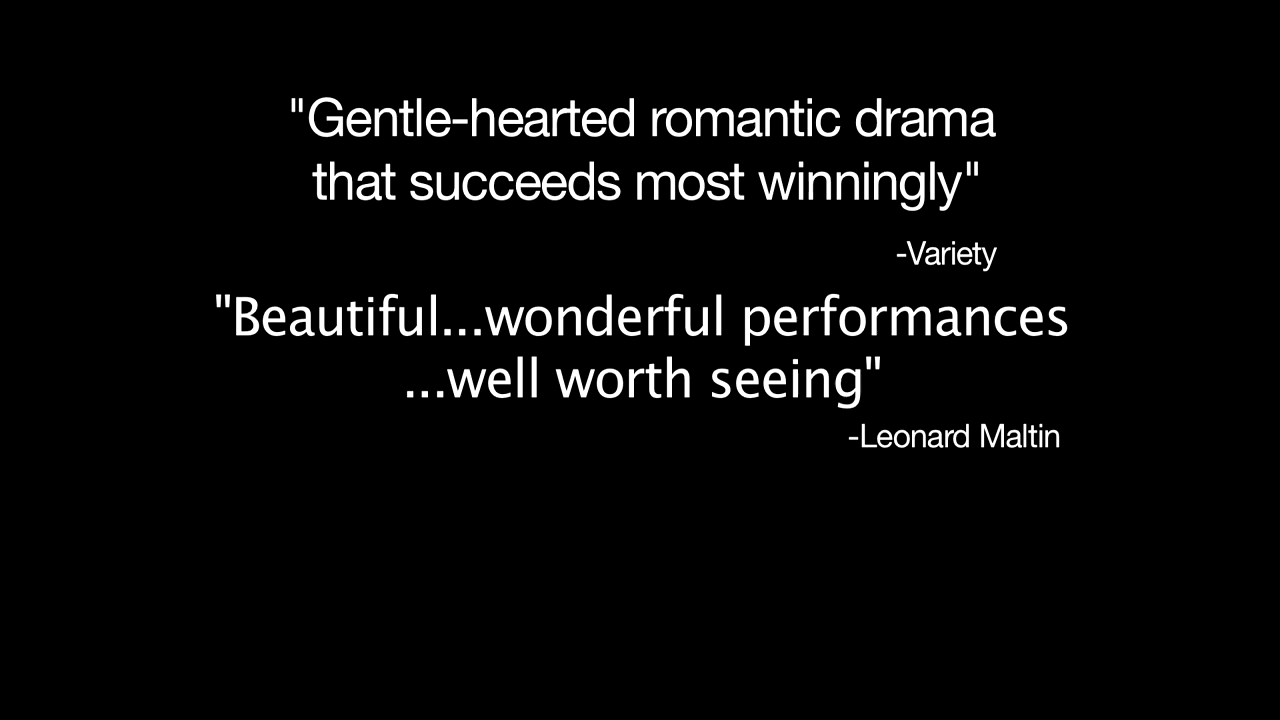 "Gentle-hearted romantic drama
that succeeds most winningly"
-Variety
"Beautiful...wonderful performances
...well worth seeing"
-Leonard Maltin